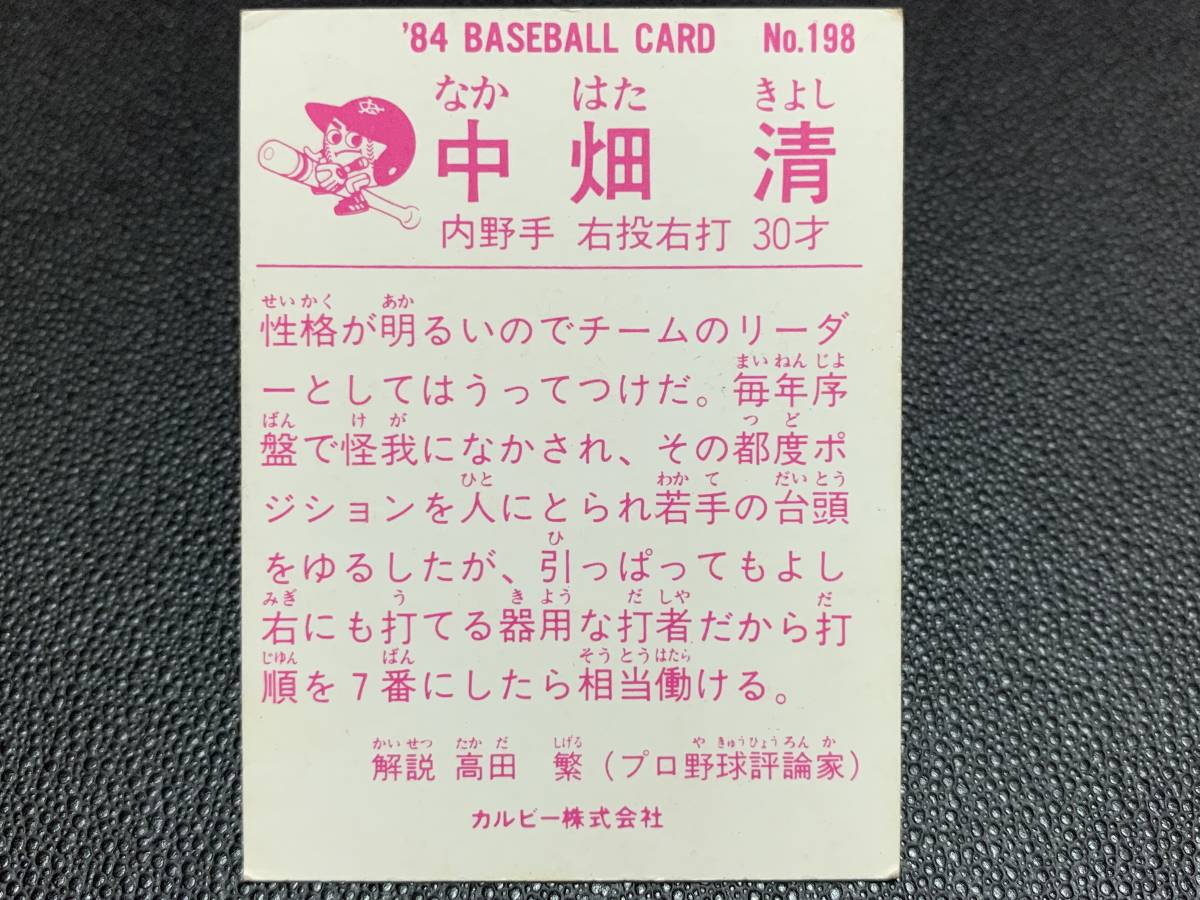 '84 BASEBALL CARD No.198
なか はた きよし
中 畑 清
内野手 右投右打 30才
せいかく あか
性格が明るいのでチームのリーダ
まいねんじよ
ーとしてはうってつけだ。毎年序
ばん け が つ ど
盤で怪我になかされ、その都度ポ
ひと わか て だいとう
ジションを人にとられ若手の台頭
ひ
をゆるしたが、引っぱってもよし
みぎ う き よう だ しや だ
右にも打てる器用な打者だから打
じゆん ばん そうとうはたら
順を7番にしたら相当働ける。
かいせつ たか だ しげる や きゅうひょうろん か
解説 高田 繁(プロ野球評論家)
カルビー株式会社